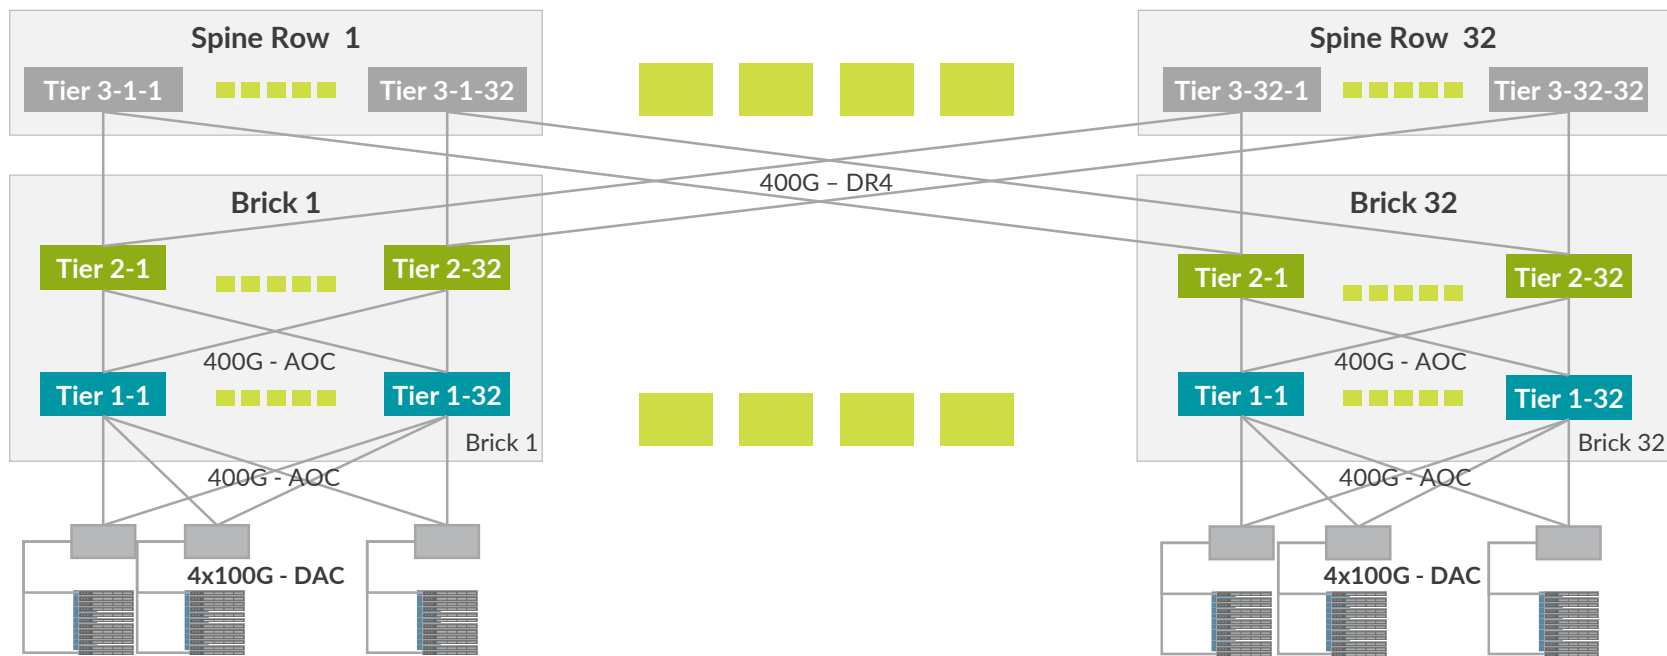 Spine Row 1
Tier 3-1-1
Tier 3-1-32
Spine Row 32
Tier 3-32-1
Tier 3-32-32
400G – DR4
Brick 1
Tier 2-1
Tier 2-32
400G - AOC
Tier 1-1
Tier 1-32
Brick 1
400G - AOC
4x100G - DAC
Brick 32
Tier 2-1
Tier 2-32
400G - AOC
Tier 1-1
Tier 1-32
Brick 32
400G - AOC
4x100G - DAC